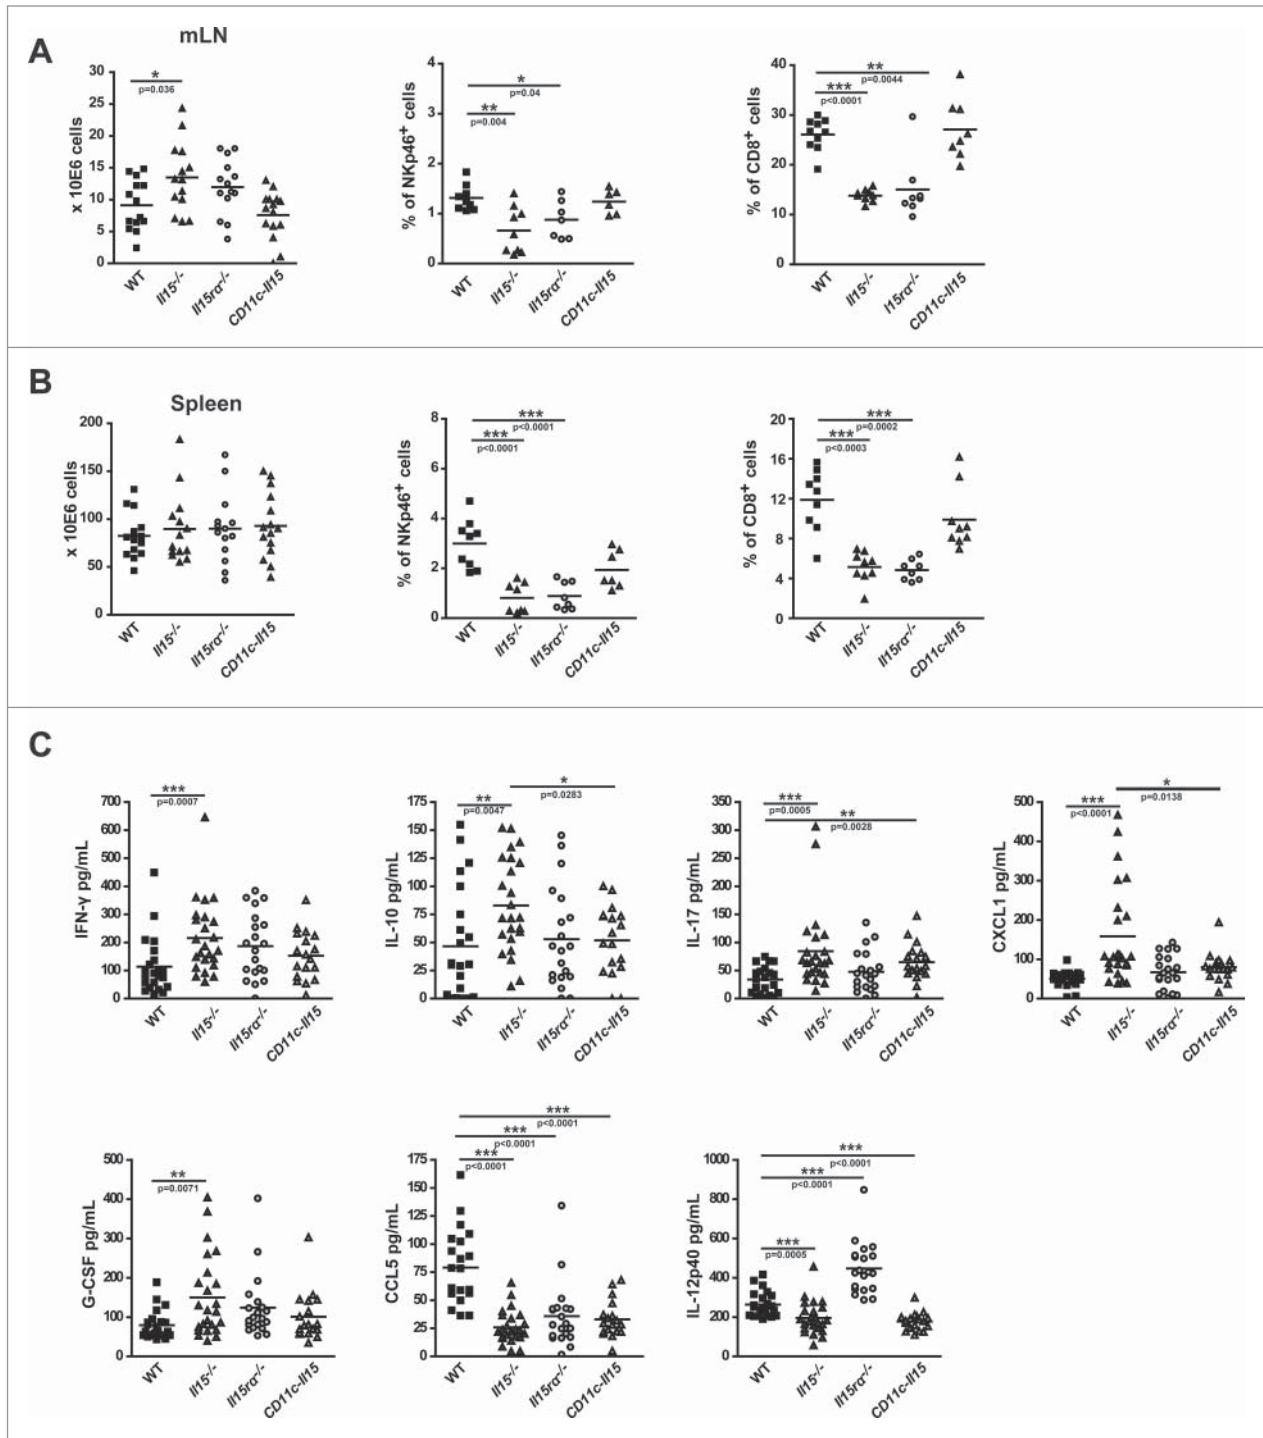 A
mLN
x 10E6 cells
30
25
20
15
10
5
0
*
p=0.036
WT
Il15-/-
Il15rα-/-
CD11c-Il15
% of NKp46+ cells
4
3
2
1
0
*
p=0.04
**
p=0.004
WT
Il15-/-
Il15rα-/-
CD11c-Il15
% of CD8+ cells
40
30
20
10
0
**
p=0.0044
***
p<0.0001
WT
Il15-/-
I15rα-/-
CD11c-Il15
B
Spleen
x 10E6 cells
200
150
100
50
0
WT
Il15-/-
Il15rα-/-
CD11c-Il15
% of NKp46+ cells
8
6
4
2
0
***
p<0.0001
***
p<0.0001
WT
Il15-/-
Il15rα-/-
CD11c-Il15
% of CD8+ cells
20
16
12
8
4
0
***
p=0.0002
***
p<0.0003
WT
Il15-/-
Il15rα-/-
CD11c-Il15
C
IFN-γ pg/mL
700
600
500
400
300
200
100
0
***
p=0.0007
WT
Il15-/-
Il15rα-/-
CD11c-Il15
IL-10 pg/mL
175
150
125
100
75
50
25
0
*
p=0.0283
**
p=0.0047
WT
Il15-/-
Il15rα-/-
CD11c-Il15
IL-17 pg/mL
350
300
250
200
150
100
50
0
***
p=0.0005
**
p=0.0028
WT
Il15-/-
Il15rα-/-
CD11c-Il15
CXCL1 pg/mL
500
400
300
200
100
0
*
p=0.0138
***
p<0.0001
WT
Il15-/-
Il15rα-/-
CD11c-Il15
G-CSF pg/mL
500
400
300
200
100
0
**
p=0.0071
WT
Il15-/-
Il15rα-/-
CD11c-Il15
CCL5 pg/mL
175
150
125
100
75
50
25
0
***
p<0.0001
***
p<0.0001
***
p<0.0001
WT
Il15-/-
Il15rα-/-
CD11c-Il15
IL-12p40 pg/mL
1000
800
600
400
200
0
***
p<0.0001
***
p<0.0001
***
p=0.0005
WT
Il15-/-
Il15rα-/-
CD11c-Il15